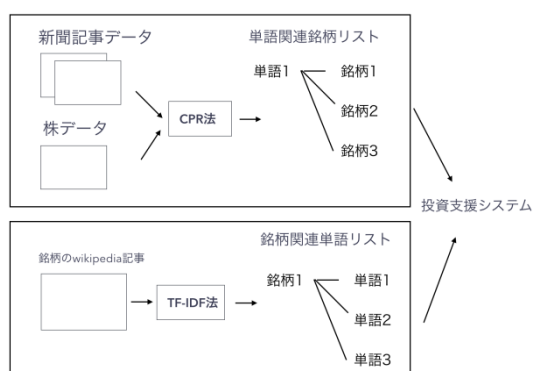 新聞記事データ
単語関連銘柄リスト
単語1
銘柄1
銘柄2
銘柄3
CPR法
株データ
投資支援システム
銘柄関連単語リスト
銘柄のwikipedia記事
銘柄1
単語1
単語2
単語3
TF-IDF法